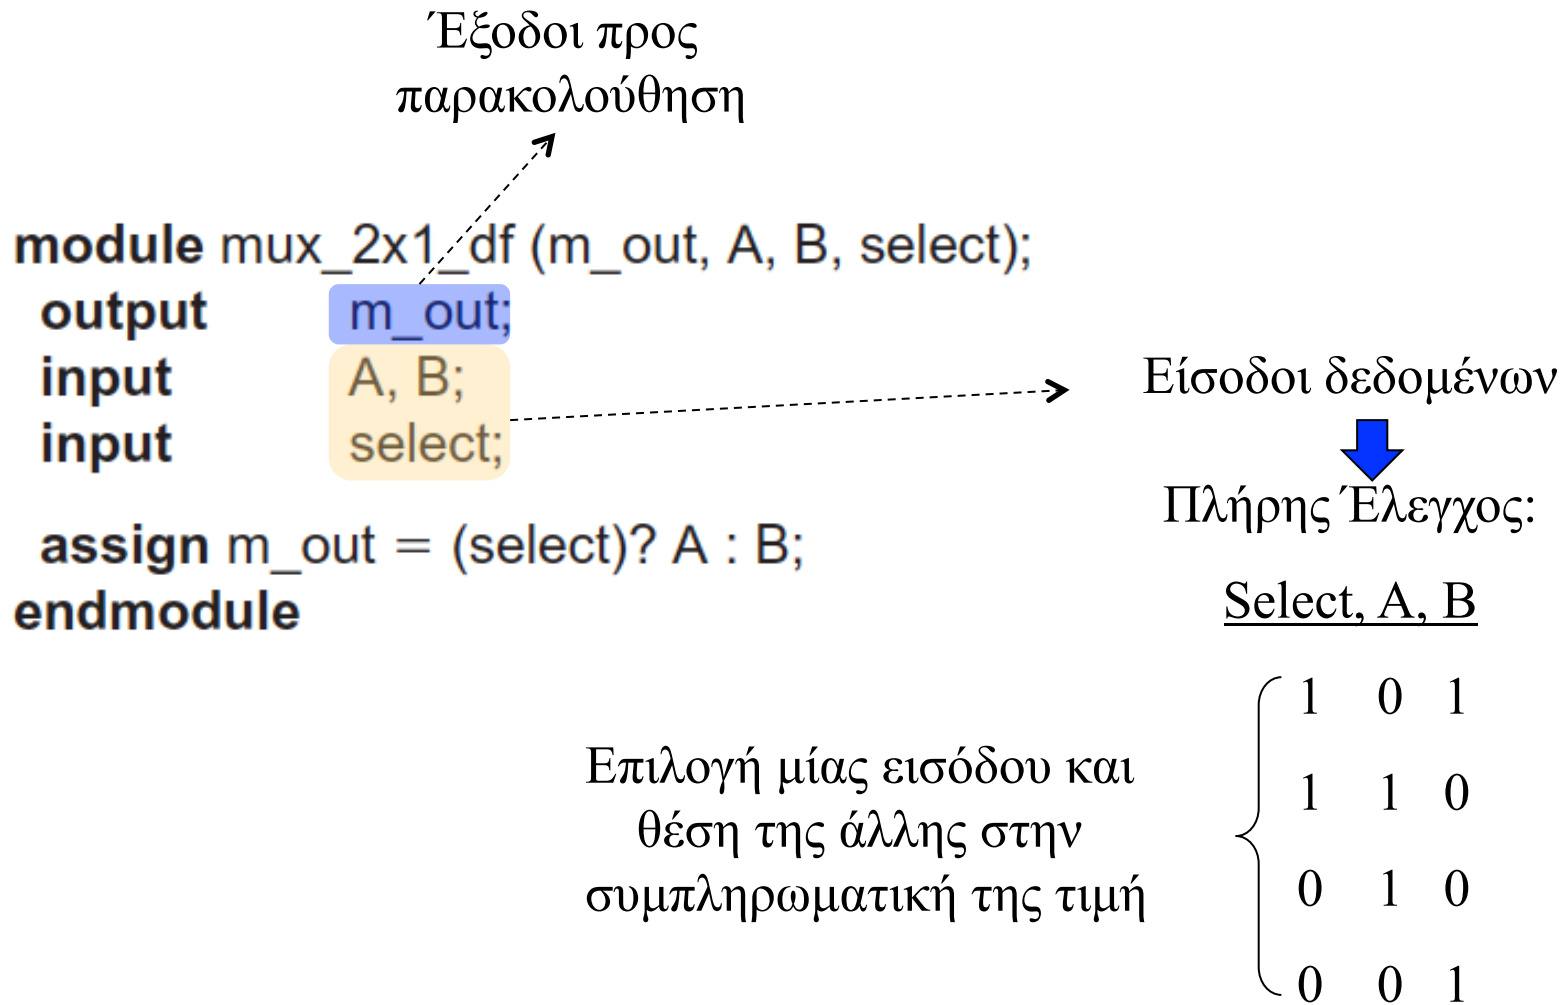 Έξοδοι προς
παρακολούθηση
module mux_2x1_df (m_out, A, B, select);
output m_out;
input A, B;
input select;
assign m_out = (select)? A : B;
endmodule
Είσοδοι δεδομένων
Πλήρης Έλεγχος:
Select, A, B
1 0 1
1 1 0
0 1 0
0 0 1
Επιλογή μίας εισόδου και
θέση της άλλης στην
συμπληρωματική της τιμή